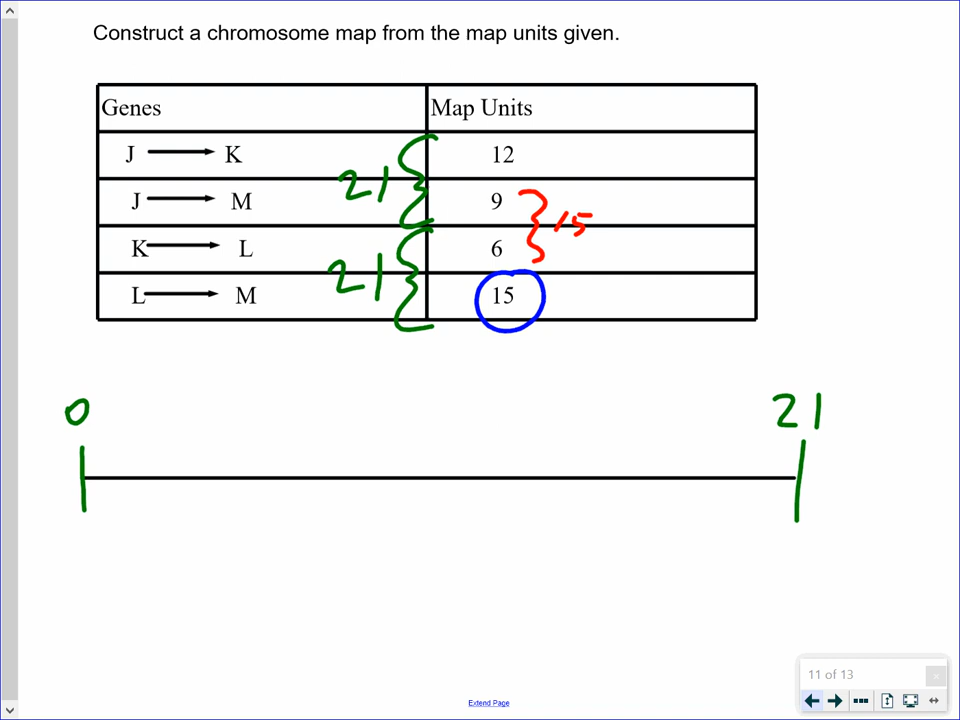 Construct a chromosome map from the map units given.
Genes Map Units
J K 12
21
J M 9
15
K L 6
21
L M 15
0 21
11 of 13
Extend Page